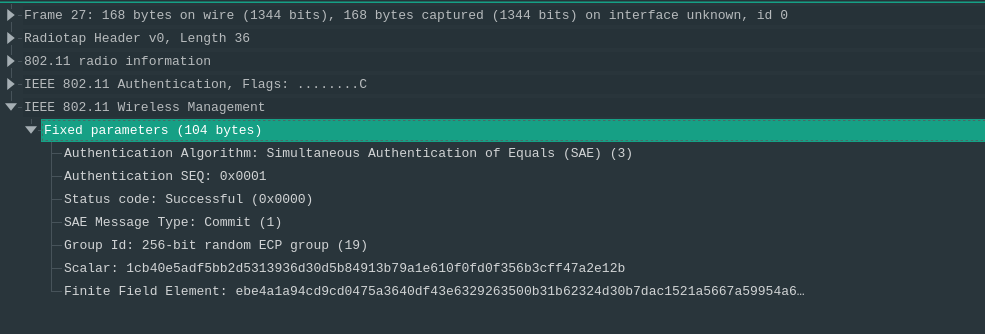 Frame 27: 168 bytes on wire (1344 bits), 168 bytes captured (1344 bits) on interface unknown, id 0
Radiotap Header v0, Length 36
802.11 radio information
IEEE 802.11 Authentication, Flags: ........C
IEEE 802.11 Wireless Management
Fixed parameters (104 bytes)
Authentication Algorithm: Simultaneous Authentication of Equals (SAE) (3)
Authentication SEQ: 0x0001
Status code: Successful (0x0000)
SAE Message Type: Commit (1)
Group Id: 256-bit random ECP group (19)
Scalar: 1cb40e5adf5bb2d5313936d30d5b84913b79a1e610f0fd0f356b3cff47a2e12b
Finite Field Element: ebe4a1a94cd9cd0475a3640df43e6329263500b31b62324d30b7dac1521a5667a59954a6…